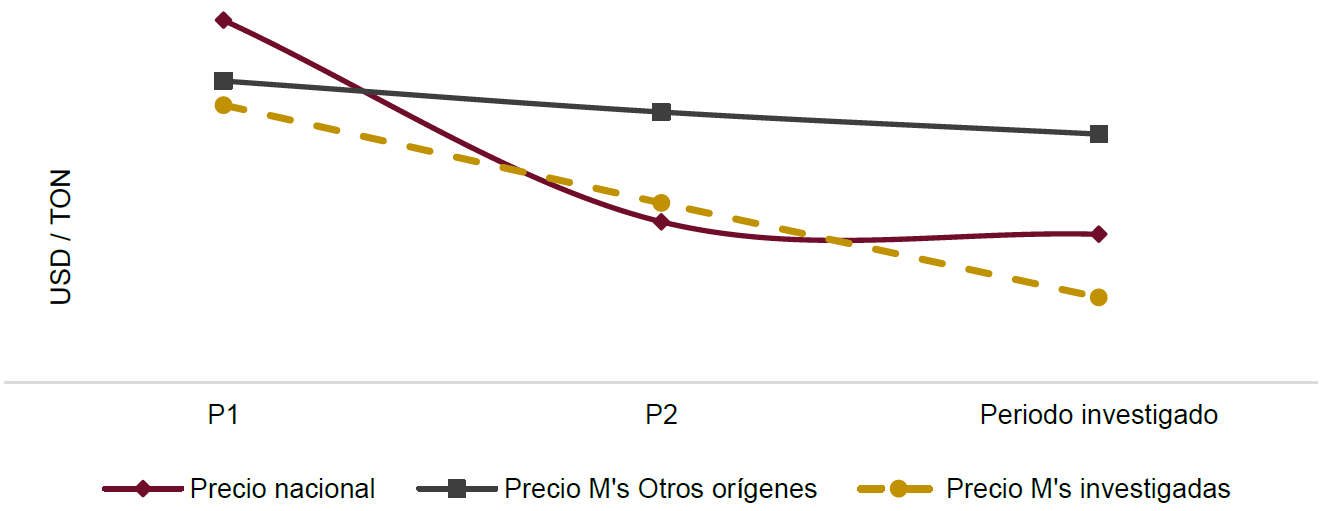 USD / TON
P1 P2 Periodo investigado
Precio nacional Precio M's Otros orígenes Precio M's investigadas